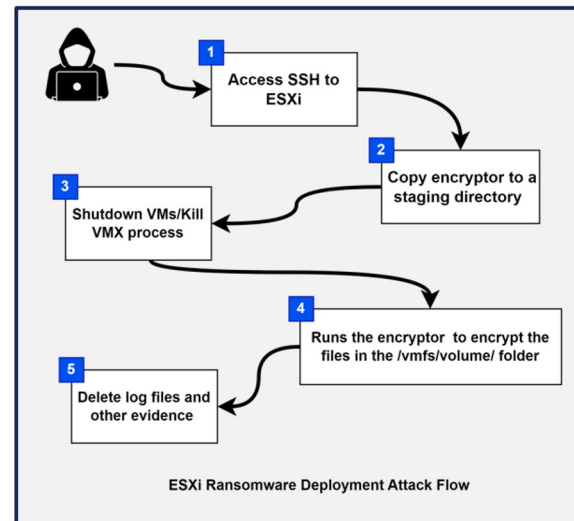 1
Access SSH to
ESXi
2
Copy encryptor to a
staging directory
3
Shutdown VMs/Kill
VMX process
4
Runs the encryptor to encrypt the
files in the /vmfs/volume/ folder
5
Delete log files and
other evidence
ESXi Ransomware Deployment Attack Flow